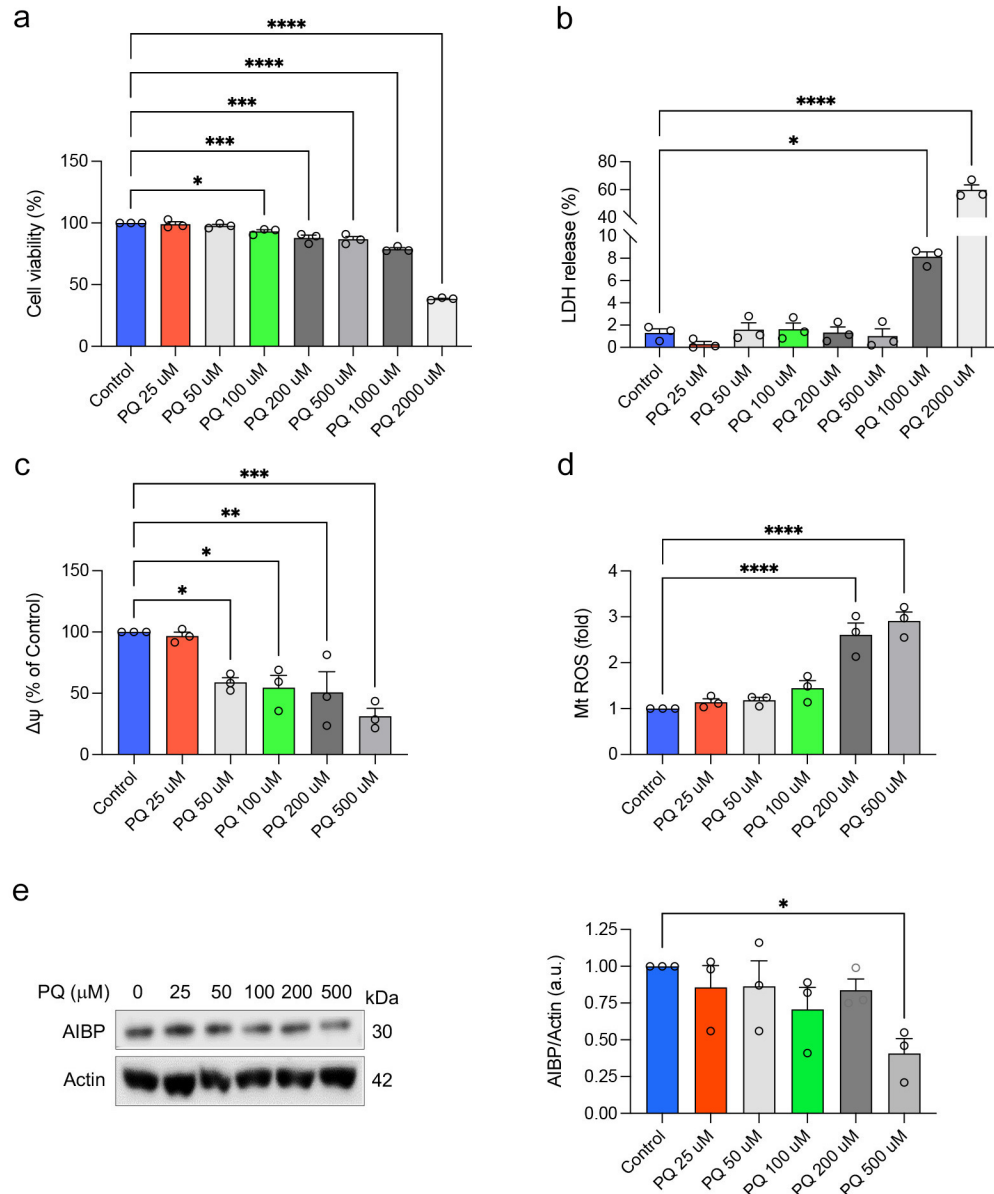 a
****
****
***
***
*
Cell viability (%)
150
100
50
0
Control
PQ 25 uM
PQ 50 uM
PQ 100 uM
PQ 200 uM
PQ 500 uM
PQ 1000 uM
PQ 2000 uM
b
****
*
LDH release (%)
80
60
40
10
8
6
4
2
0
Control
PQ 25 uM
PQ 50 uM
PQ 100 uM
PQ 200 uM
PQ 500 uM
PQ 1000 uM
PQ 2000 uM
c
***
**
*
*
Δψ (% of Control)
150
100
50
0
Control
PQ 25 uM
PQ 50 uM
PQ 100 uM
PQ 200 uM
PQ 500 uM
d
****
****
Mt ROS (fold)
4
3
2
1
0
Control
PQ 25 uM
PQ 50 uM
PQ 100 uM
PQ 200 uM
PQ 500 uM
e
PQ (μM) 0 25 50 100 200 500 kDa
AIBP 30
Actin 42
*
AIBP/Actin (a.u.)
1.25
1.00
0.75
0.50
0.25
0.00
Control
PQ 25 uM
PQ 50 uM
PQ 100 uM
PQ 200 uM
PQ 500 uM